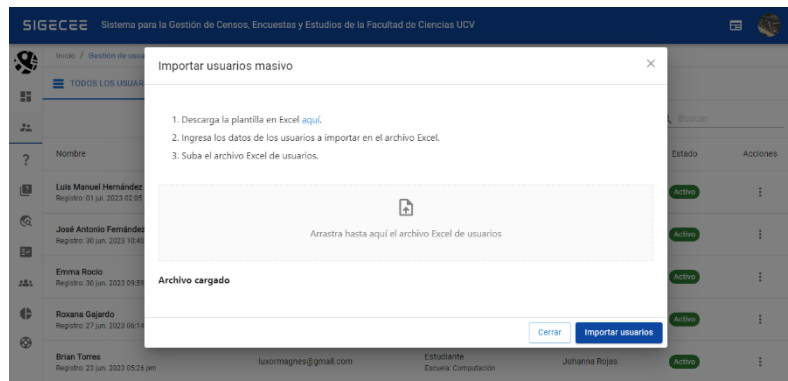 SIGECEE Sistema para la Gestión de Censos, Encuestas y Estudios de la Facultad de Ciencias UCV
Inicio / Gestión de
TODOS LOS
Importar usuarios masivo
1. Descarga la plantilla en Excel aquí.
2. Ingresa los datos de los usuarios a importar en el archivo Excel.
3. Suba el archivo Excel de usuarios.
Arrastra hasta aquí el archivo Excel de usuarios
Archivo cargado
Cerrar Importar usuarios
Buscar
Nombre Estado Acciones
Luis Manuel Hernández Activo
Registro: 01 jul. 2023 02:05
José Antonio Fernández Activo
Registro: 30 jun. 2023 10:40
Emma Rocio Activo
Registro: 30 jun. 2023 09:55
Roxana Gajardo Activo
Registro: 27 jun. 2023 06:14
Brian Torres luxormagnes@gmail.com Estudiante Johanna Rojas Activo
Registro: 23 jun. 2023 05:26 pm Escuela: Computación